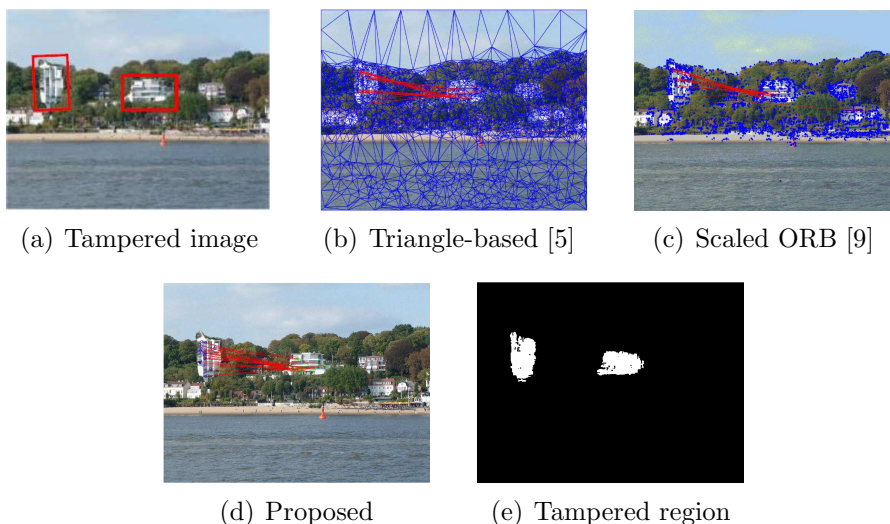 (a) Tampered image
(b) Triangle-based [5]
(c) Scaled ORB [9]
(d) Proposed
(e) Tampered region